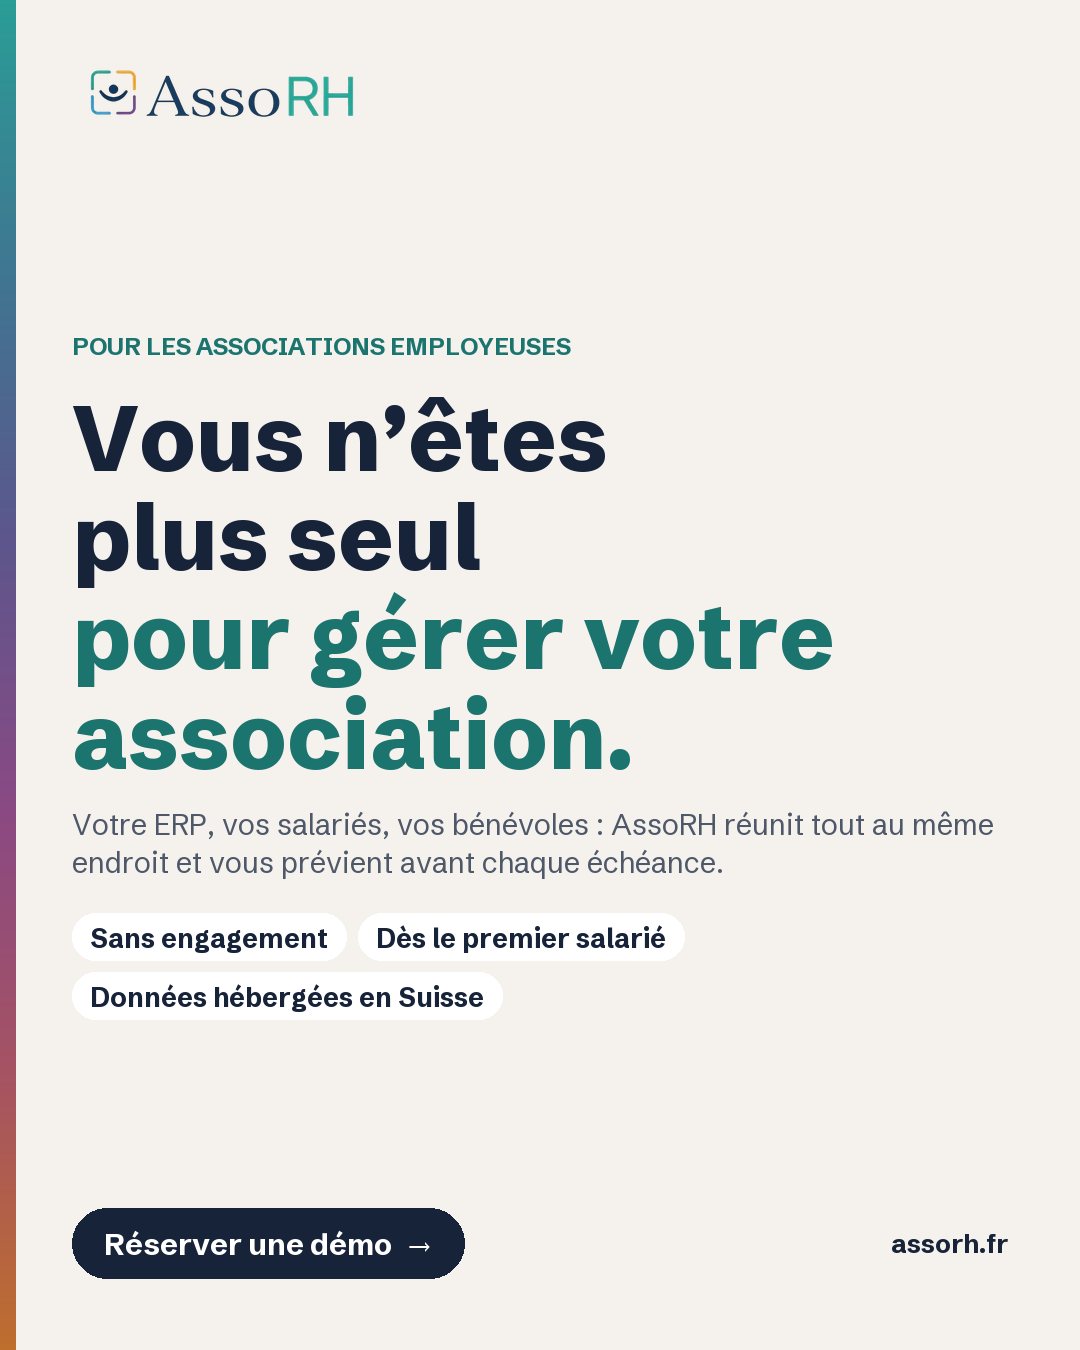 AssoRH
POUR LES ASSOCIATIONS EMPLOYEUSES
Vous n’êtes
plus seul
pour gérer votre
association.
Votre ERP, vos salariés, vos bénévoles : AssoRH réunit tout au même
endroit et vous prévient avant chaque échéance.
Sans engagement
Dès le premier salarié
Données hébergées en Suisse
Réserver une démo →
assorh.fr